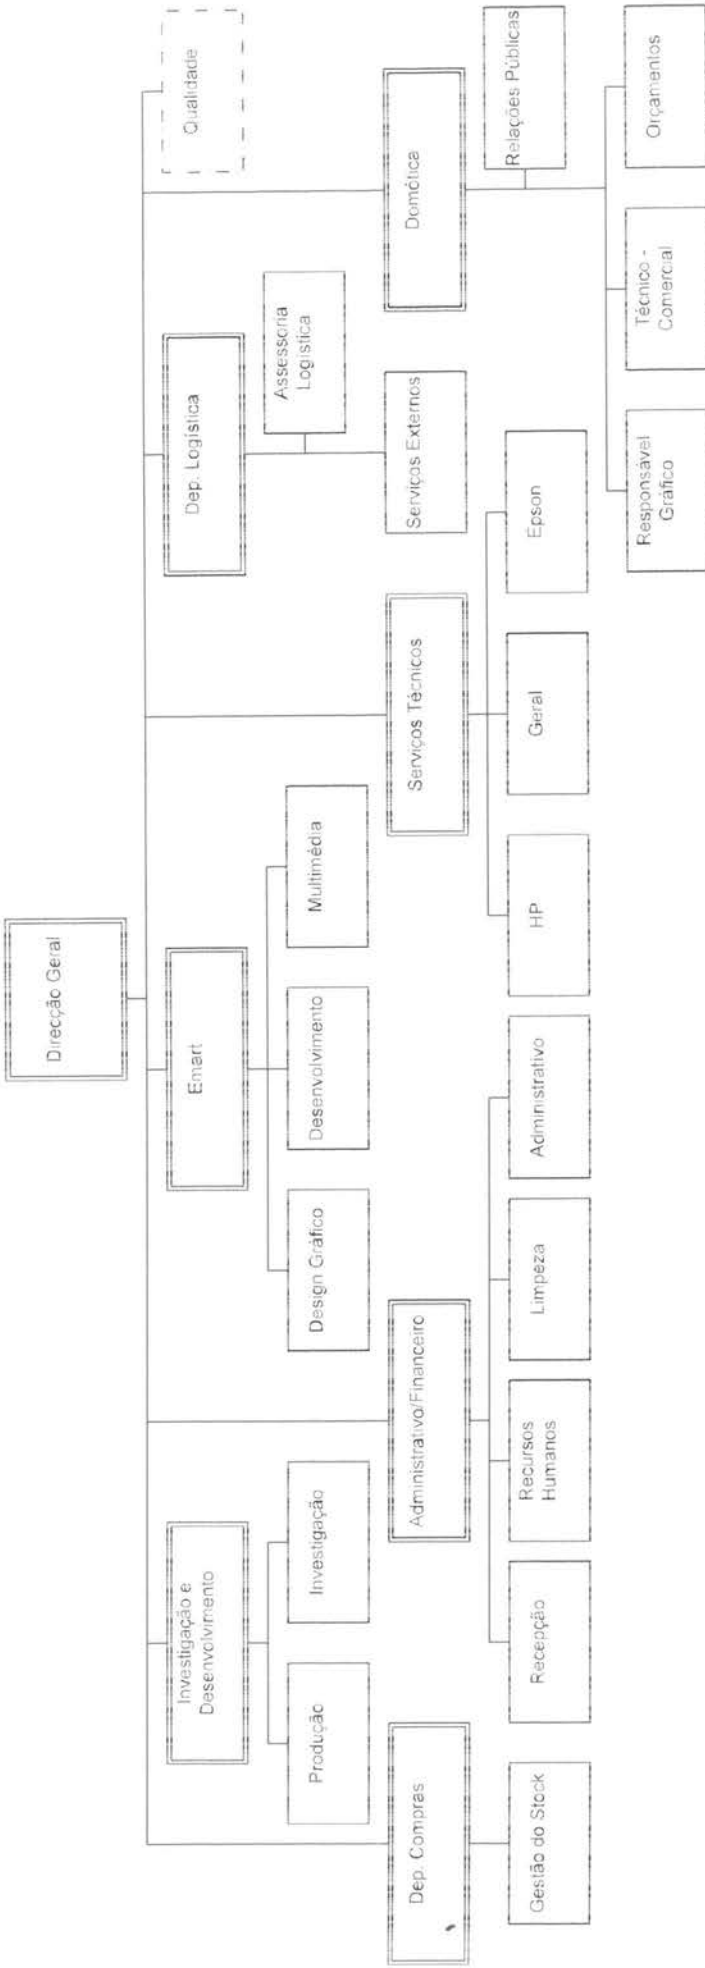 Direcção Geral
Investigação e
Desenvolvimento
Emart
Dep. Logística
Qualidade
Produção
Investigação
Design Gráfico
Desenvolvimento
Multimédia
Assessoria
Logística
Dep. Compras
Administrativo/Financeiro
Serviços Técnicos
Serviços Externos
Domótica
Gestão do Stock
Recepção
Recursos
Humanos
Limpeza
Administrativo
HP
Geral
Epson
Relações Públicas
Responsável
Gráfico
Técnico -
Comercial
Orçamentos